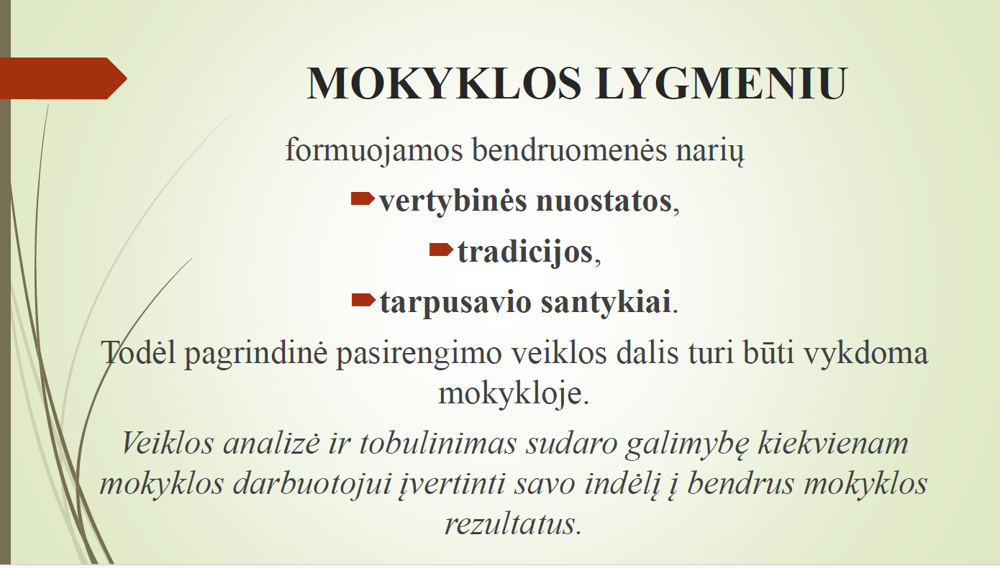 MOKYKLOS LYGMENIU
formuojamos bendruomenės narių
vertybinės nuostatos,
tradicijos,
tarpusavio santykiai.
Todėl pagrindinė pasirengimo veiklos dalis turi būti vykdoma
mokykloje.
Veiklos analizė ir tobulinimas sudaro galimybę kiekvienam
mokyklos darbuotojui įvertinti savo indėlį į bendrus mokyklos
rezultatus.